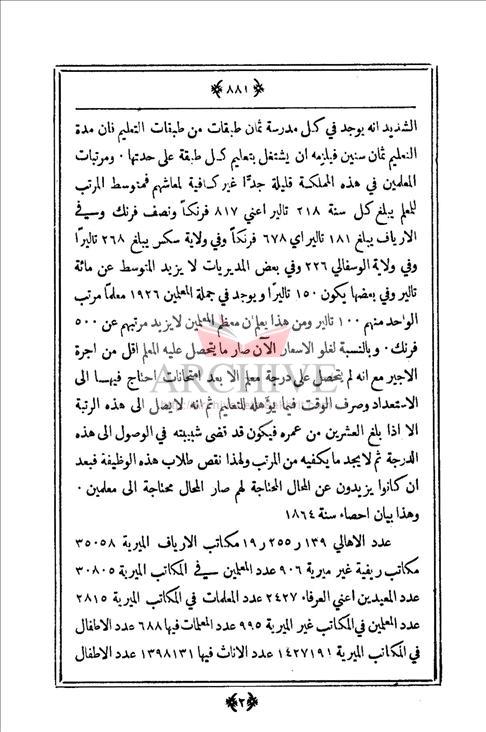 ٨٨١
الشديد انه يوجد في كل مدرسة ثمان طبقات من طبقات التعليم فان مدة
التعليم ثمان سنين فيلزمه ان يشتغل بتعليم كل طبقة على حدتها · ومرتبات
المعلمين في هذه المملكة قليلة جدًّا غير كافية لمعاشهم فمتوسط المرتب
للمعلم يبلغ كل سنة ٢١٨ تالير اعني ٨١٧ فرنكًا ونصف فرنك وفي
الارياف يبلغ ١٨١ تالير اي ٦٧٨ فرنكًا وفي ولاية سكس يبلغ ٢٦٨ تاليرًا
وفي ولاية الوسفالي ٢٢٦ وفي بعض المديريات لا يزيد المتوسط عن مائة
تالير وفي بعضها يكون ١٥٠ تاليرًا ويوجد في جملة المعلمين ١٩٢٦ معلمًا مرتب
الواحد منهم ١٠٠ تالير ومن هذا يعلم ان معظم المعلمين لا يزيد مرتبهم عن ٥٠٠
فرنك · وبالنسبة لغلو الاسعار الآن صار ما يتحصل عليه المعلم اقل من اجرة
الاجير مع انه لم يتحصل على درجة معلم الا بعد امتحانات احتاج فيها الى
الاستعداد وصرف الوقت فيما يؤهله للتعليم ثم انه لا يصل الى هذه الرتبة
الا اذا بلغ العشرين من عمره فيكون قد قضى شبيبته في الوصول الى هذه
الدرجة ثم لا يجد ما يكفيه من المرتب ولهذا نقص طلاب هذه الوظيفة فبعد
ان كانوا يزيدون عن المحال المحتاجة لهم صار المحال محتاجة الى معلمين ·
وهذا بيان احصاء سنة ١٨٦٤
عدد الاهالي ١٣٩ر٢٥٥ر١٩ مكاتب الارياف الميرية ٣٥٠٥٨
مكاتب ريفية غير ميرية ٩٠٦ عدد المعلمين في المكاتب الميرية ٣٠٨٠٥
عدد المعيدين اعني العرفاء ٢٤٢٧ عدد المعلمات في المكاتب الميرية ٢٨١٥
عدد المعلمين في المكاتب غير الميرية ٩٩٥ عدد المعلمات فيها ٦٨٨ عدد الاطفال
في المكاتب الميرية ١٤٢٧١٩١ عدد الاناث فيها ١٣٩٨١٣١ عدد الاطفال
٣
ARCHIVE